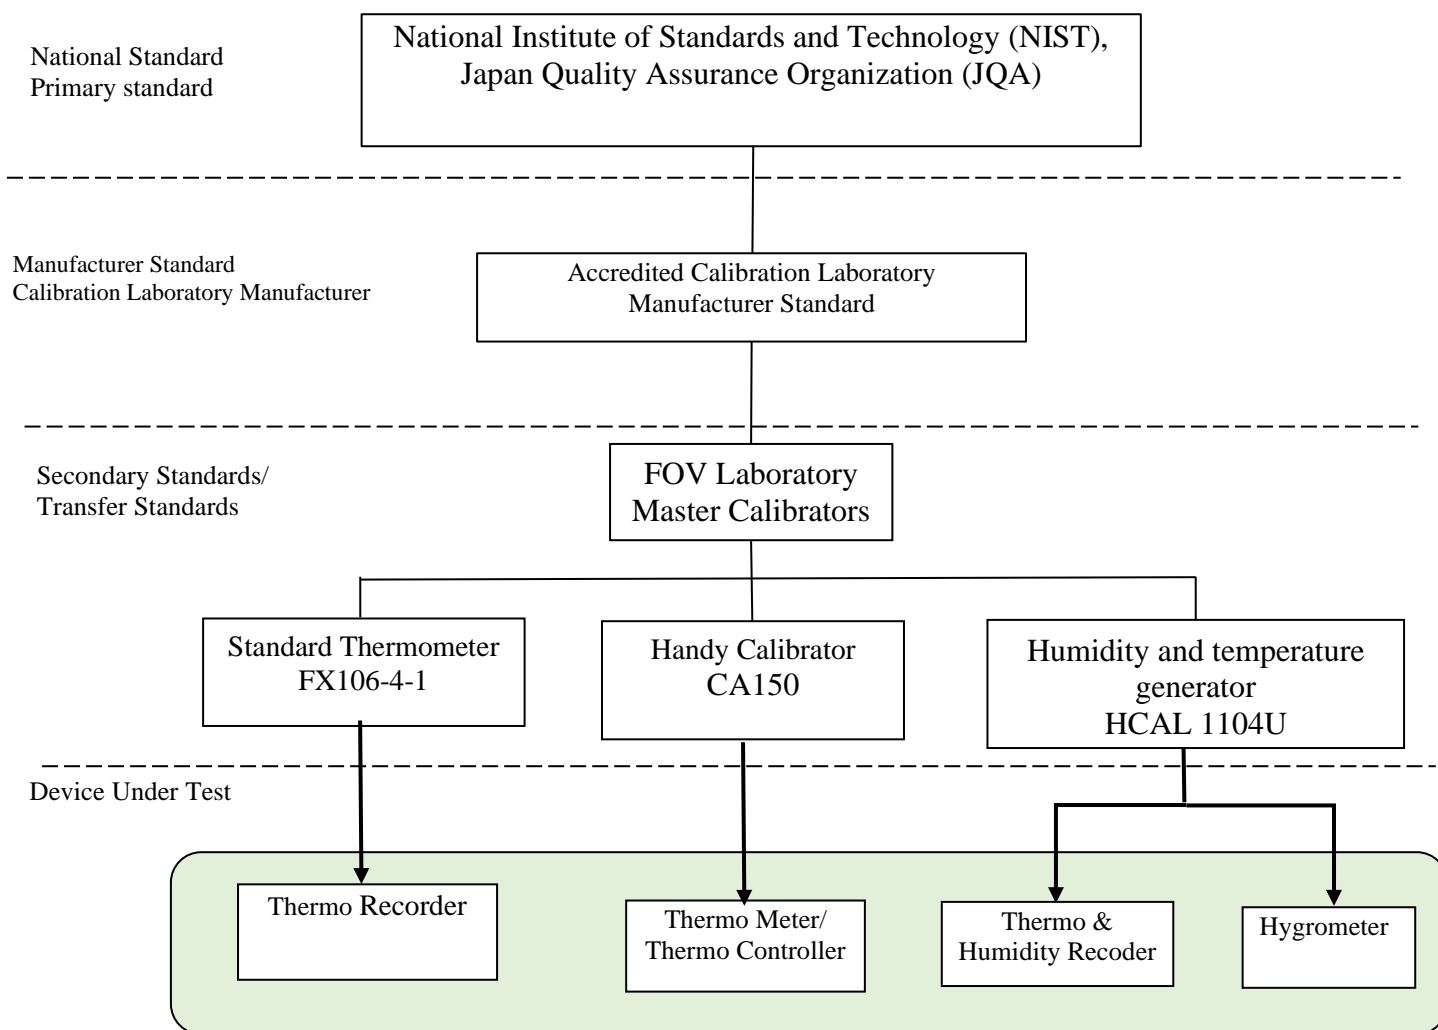 National Standard
Primary standard
National Institute of Standards and Technology (NIST),
Japan Quality Assurance Organization (JQA)
Manufacturer Standard
Calibration Laboratory Manufacturer
Accredited Calibration Laboratory
Manufacturer Standard
Secondary Standards/
Transfer Standards
FOV Laboratory
Master Calibrators
Standard Thermometer
FX106-4-1
Handy Calibrator
CA150
Humidity and temperature
generator
HCAL 1104U
Device Under Test
Thermo Recorder
Thermo Meter/
Thermo Controller
Thermo &
Humidity Recoder
Hygrometer